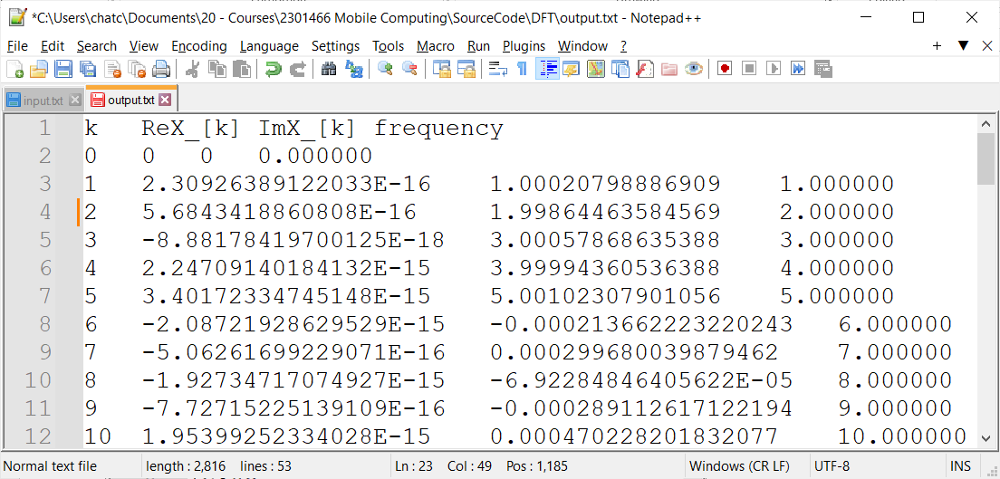 *C:\Users\chatc\Documents\20 - Courses\2301466 Mobile Computing\SourceCode\DFT\output.txt - Notepad++
File Edit Search View Encoding Language Settings Tools Macro Run Plugins Window ? + ▼ X
input.txt output.txt
1 k ReX_[k] ImX_[k] frequency
2 0 0 0 0.000000
3 1 2.30926389122033E-16 1.00020798886909 1.000000
4 2 5.6843418860808E-16 1.99864463584569 2.000000
5 3 -8.88178419700125E-18 3.00057868635388 3.000000
6 4 2.24709140184132E-15 3.99994360536388 4.000000
7 5 3.40172334745148E-15 5.00102307901056 5.000000
8 6 -2.08721928629529E-15 -0.000213662223220243 6.000000
9 7 -5.06261699229071E-16 0.000299680039879462 7.000000
10 8 -1.92734717074927E-15 -6.92284846405622E-05 8.000000
11 9 -7.72715225139109E-16 -0.000289112617122194 9.000000
12 10 1.95399252334028E-15 0.000470228201832077 10.000000
Normal text file length : 2,816 lines : 53 Ln : 23 Col : 49 Pos : 1,185 Windows (CR LF) UTF-8 INS